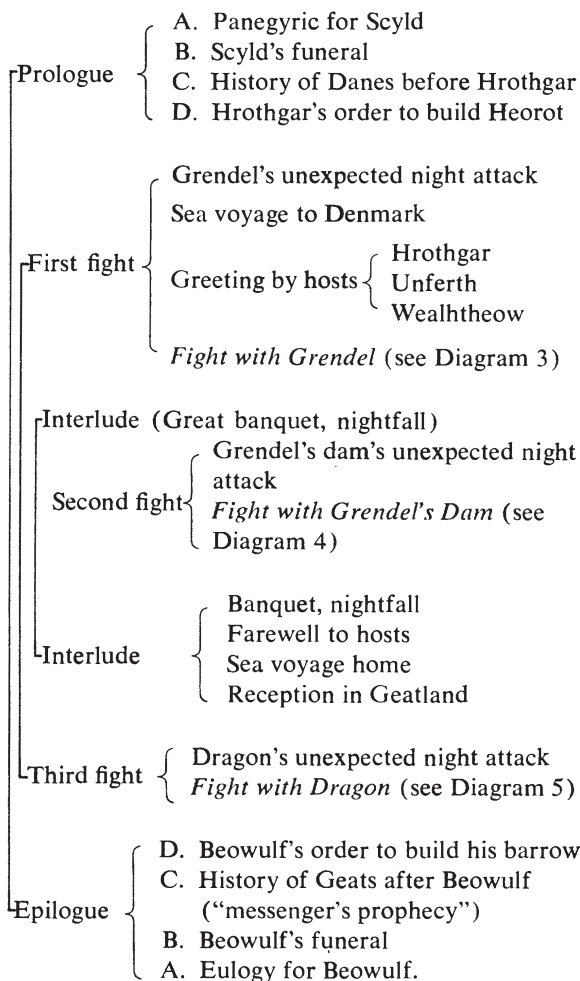 A. Panegyric for Scyld
B. Scyld's funeral
Prologue
C. History of Danes before Hrothgar
D. Hrothgar's order to build Heorot
Grendel's unexpected night attack
Sea voyage to Denmark
First fight
Greeting by hosts
Hrothgar
Unferth
Wealhtheow
Fight with Grendel (see Diagram 3)
Interlude (Great banquet, nightfall)
Second fight
Grendel's dam's unexpected night
attack
Fight with Grendel's Dam (see
Diagram 4)
Interlude
Banquet, nightfall
Farewell to hosts
Sea voyage home
Reception in Geatland
Third fight
Dragon's unexpected night attack
Fight with Dragon (see Diagram 5)
Epilogue
D. Beowulf's order to build his barrow
C. History of Geats after Beowulf
("messenger's prophecy")
B. Beowulf's funeral
A. Eulogy for Beowulf.